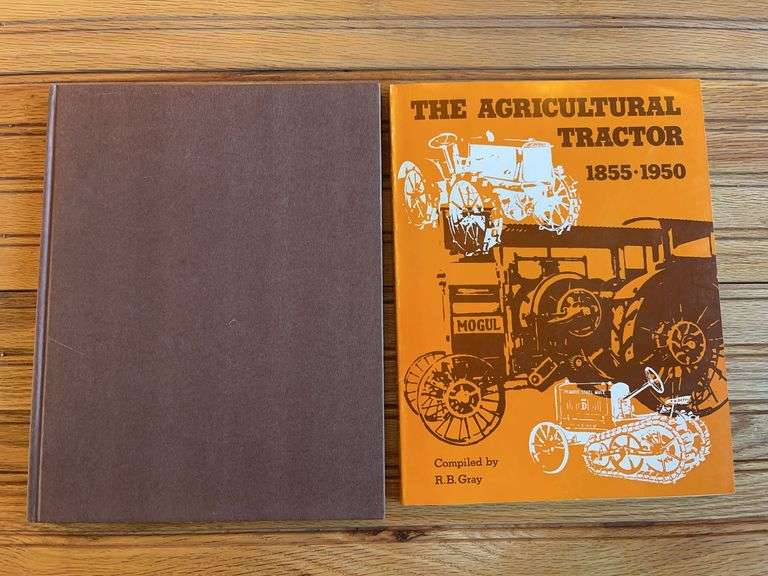 THE AGRICULTURAL
TRACTOR
1855·1950
MOGUL
Compiled by
R.B.Gray